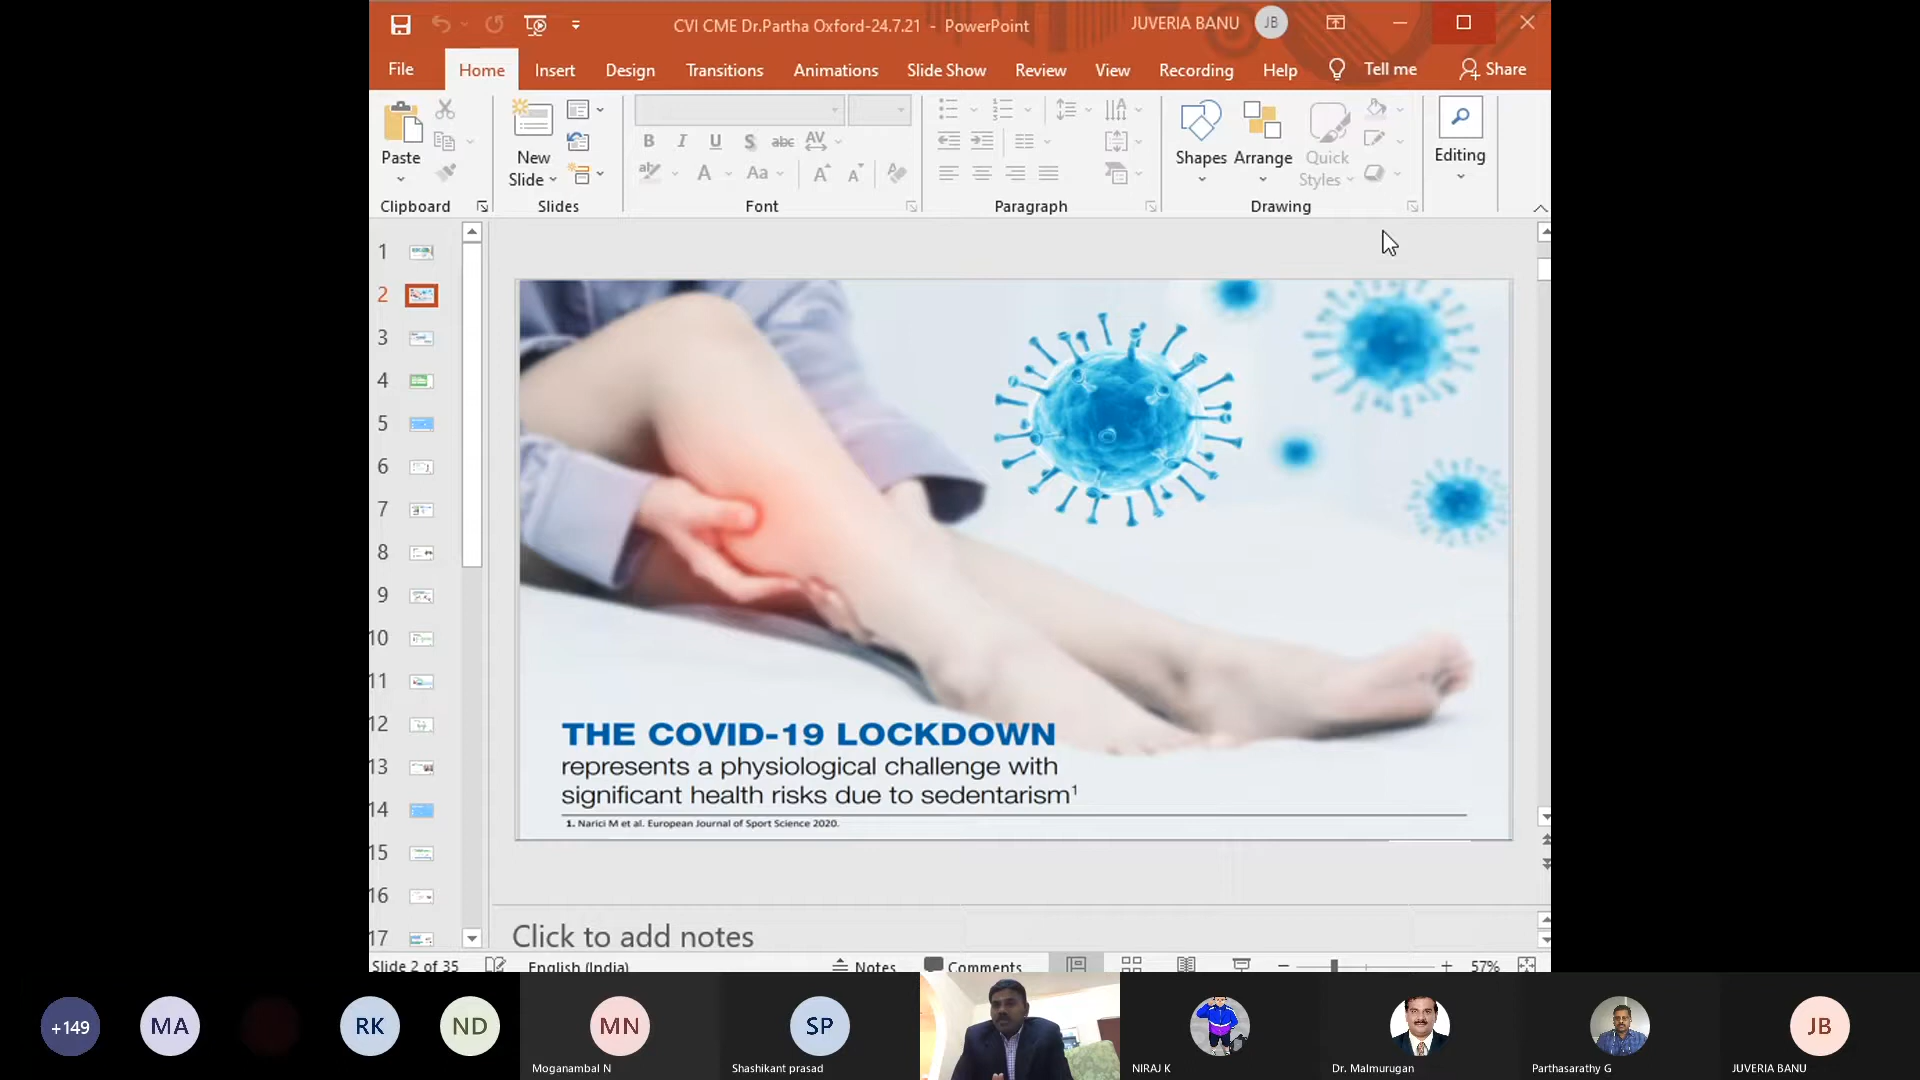 CVI CME Dr.Partha Oxford-24.7.21 - PowerPoint
JUVERIA BANU JB
File Home Insert Design Transitions Animations Slide Show Review View Recording Help Tell me Share
Paste
New
Slide
B I U S abc AV
A Aa A A
Shapes Arrange Quick
Styles
Editing
Clipboard Slides Font Paragraph Drawing
1
2
3
4
5
6
7
8
9
10
11
12
13
14
15
16
17
THE COVID-19 LOCKDOWN
represents a physiological challenge with
significant health risks due to sedentarism¹
1. Narici M et al. European Journal of Sport Science 2020.
Click to add notes
Slide 2 of 35 English (India) Notes Comments 57%
+149 MA RK ND MN SP JB
Moganambal N Shashikant prasad NIRAJ K Dr. Malmurugan Parthasarathy G JUVERIA BANU